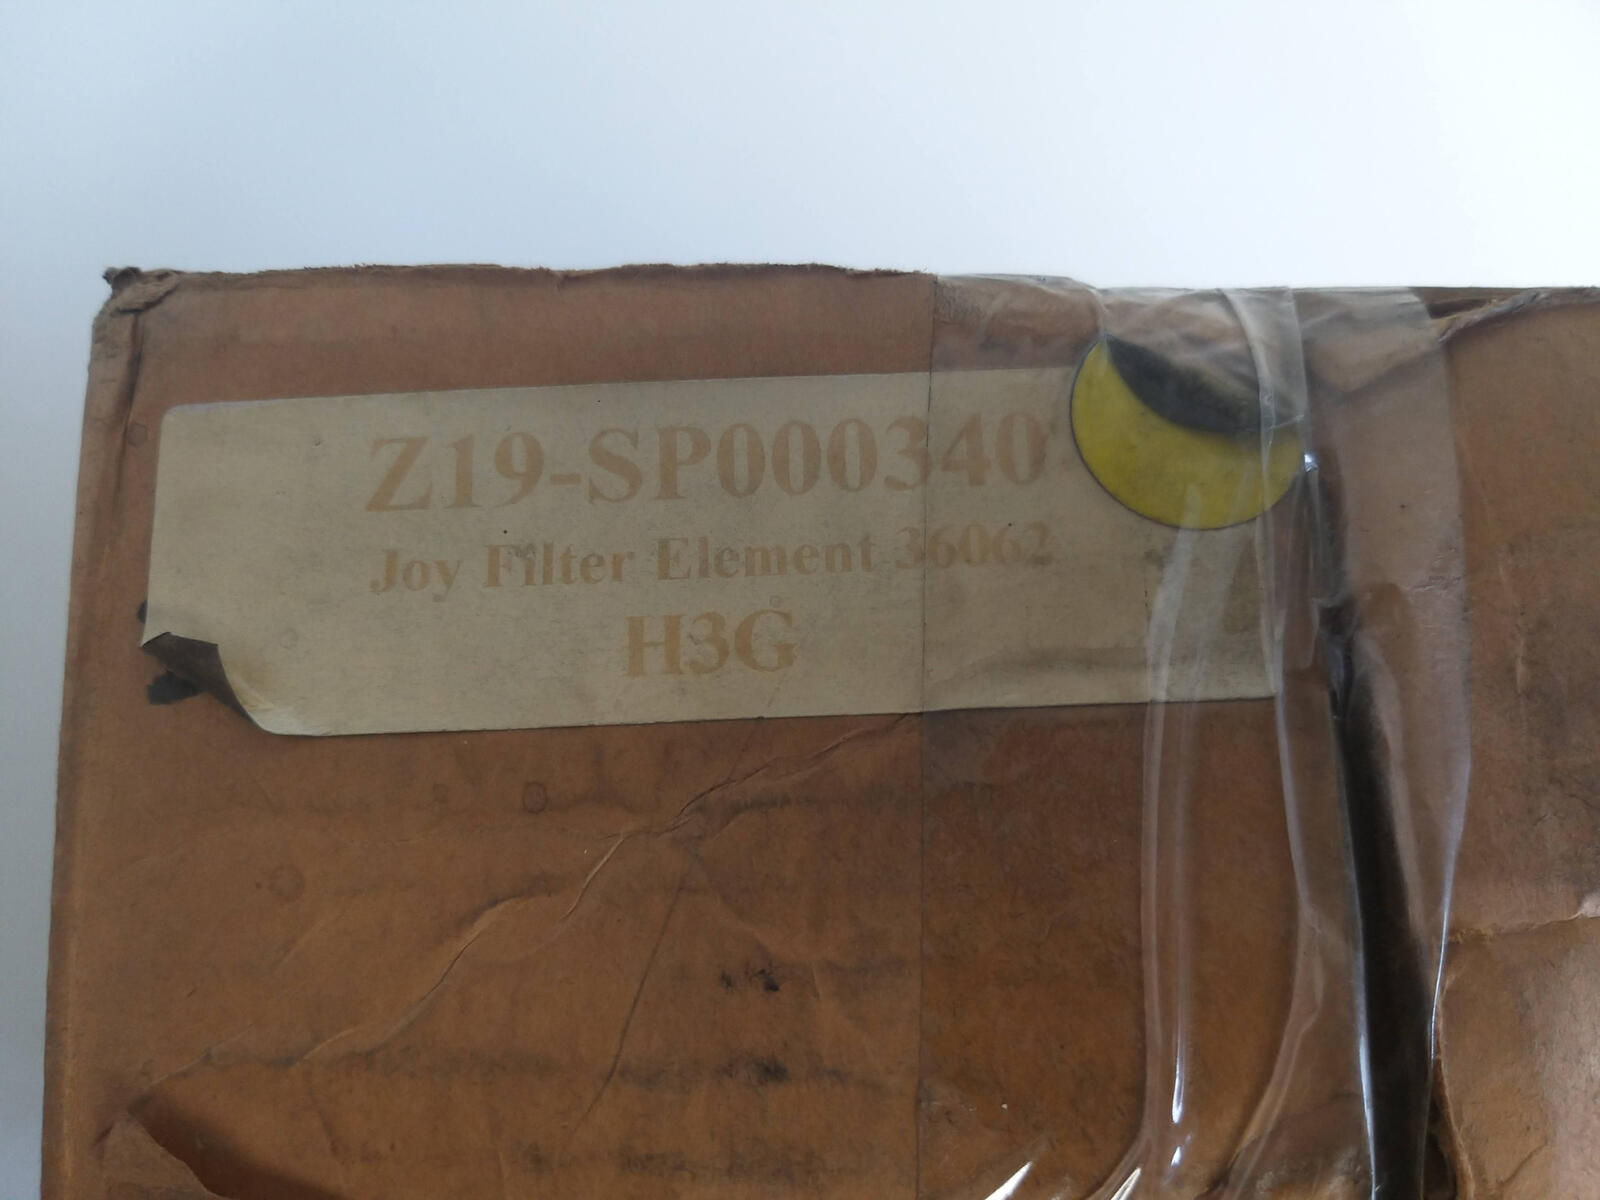 Z19-SP000340
Joy Filter Element 36062
H3G